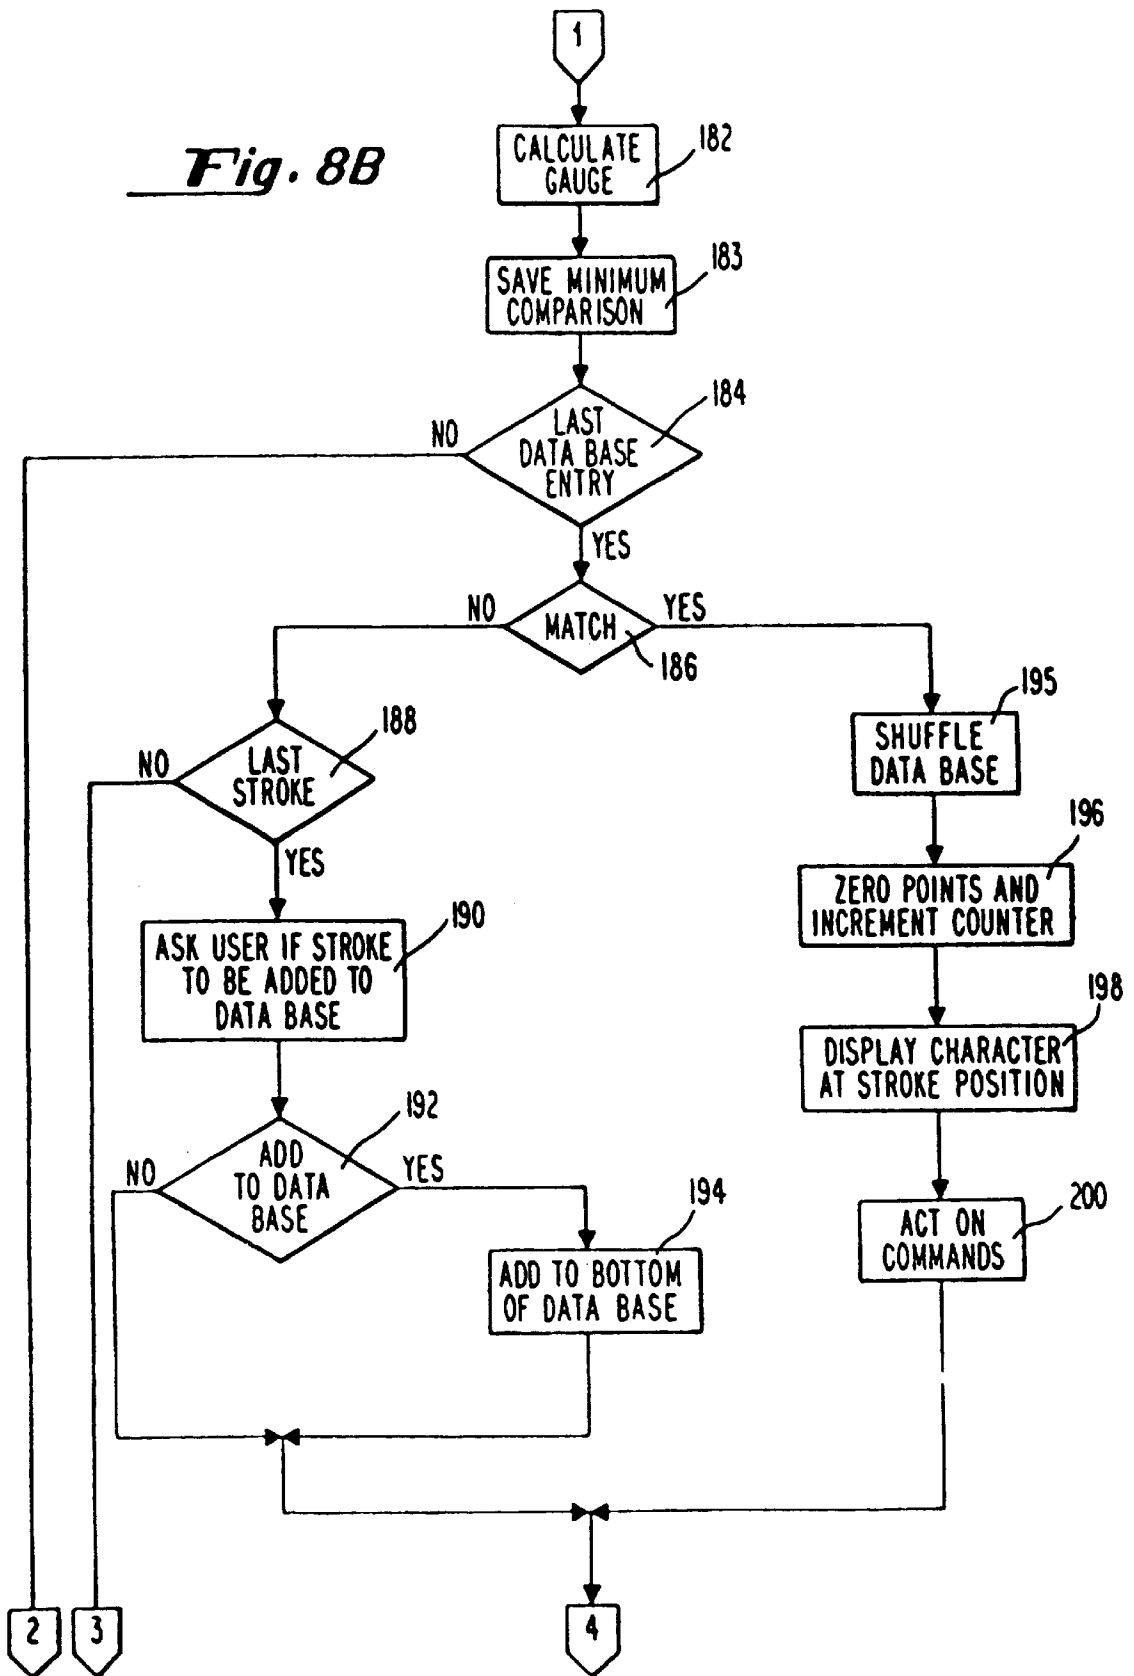 1
Fig. 8B
CALCULATE
GAUGE
182
SAVE MINIMUM
COMPARISON
183
LAST
DATA BASE
ENTRY
184
NO
YES
MATCH
186
NO
YES
LAST
STROKE
188
NO
YES
SHUFFLE
DATA BASE
195
ZERO POINTS AND
INCREMENT COUNTER
196
ASK USER IF STROKE
TO BE ADDED TO
DATA BASE
190
DISPLAY CHARACTER
AT STROKE POSITION
198
ADD
TO DATA
BASE
192
NO
YES
ADD TO BOTTOM
OF DATA BASE
194
ACT ON
COMMANDS
200
2
3
4